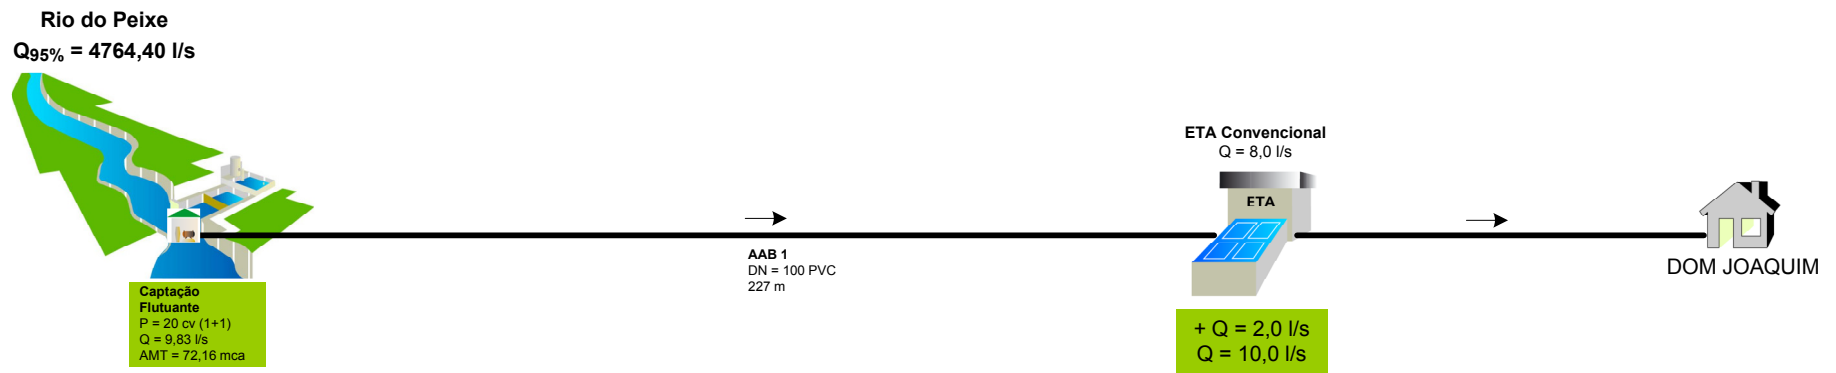 Rio do Peixe
Q95% = 4764,40 l/s
ETA Convencional
Q = 8,0 l/s
ETA
AAB 1
DN = 100 PVC
227 m
DOM JOAQUIM
Captação
Flutuante
P = 20 cv (1+1)
Q = 9,83 l/s
AMT = 72,16 mca
+ Q = 2,0 l/s
Q = 10,0 l/s